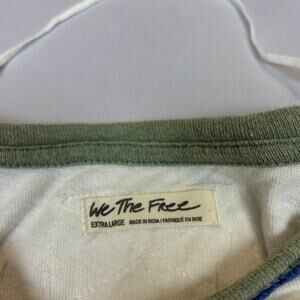 We The Free
EXTRA LARGE MADE IN INDIA / FABRIQUÉ EN INDE